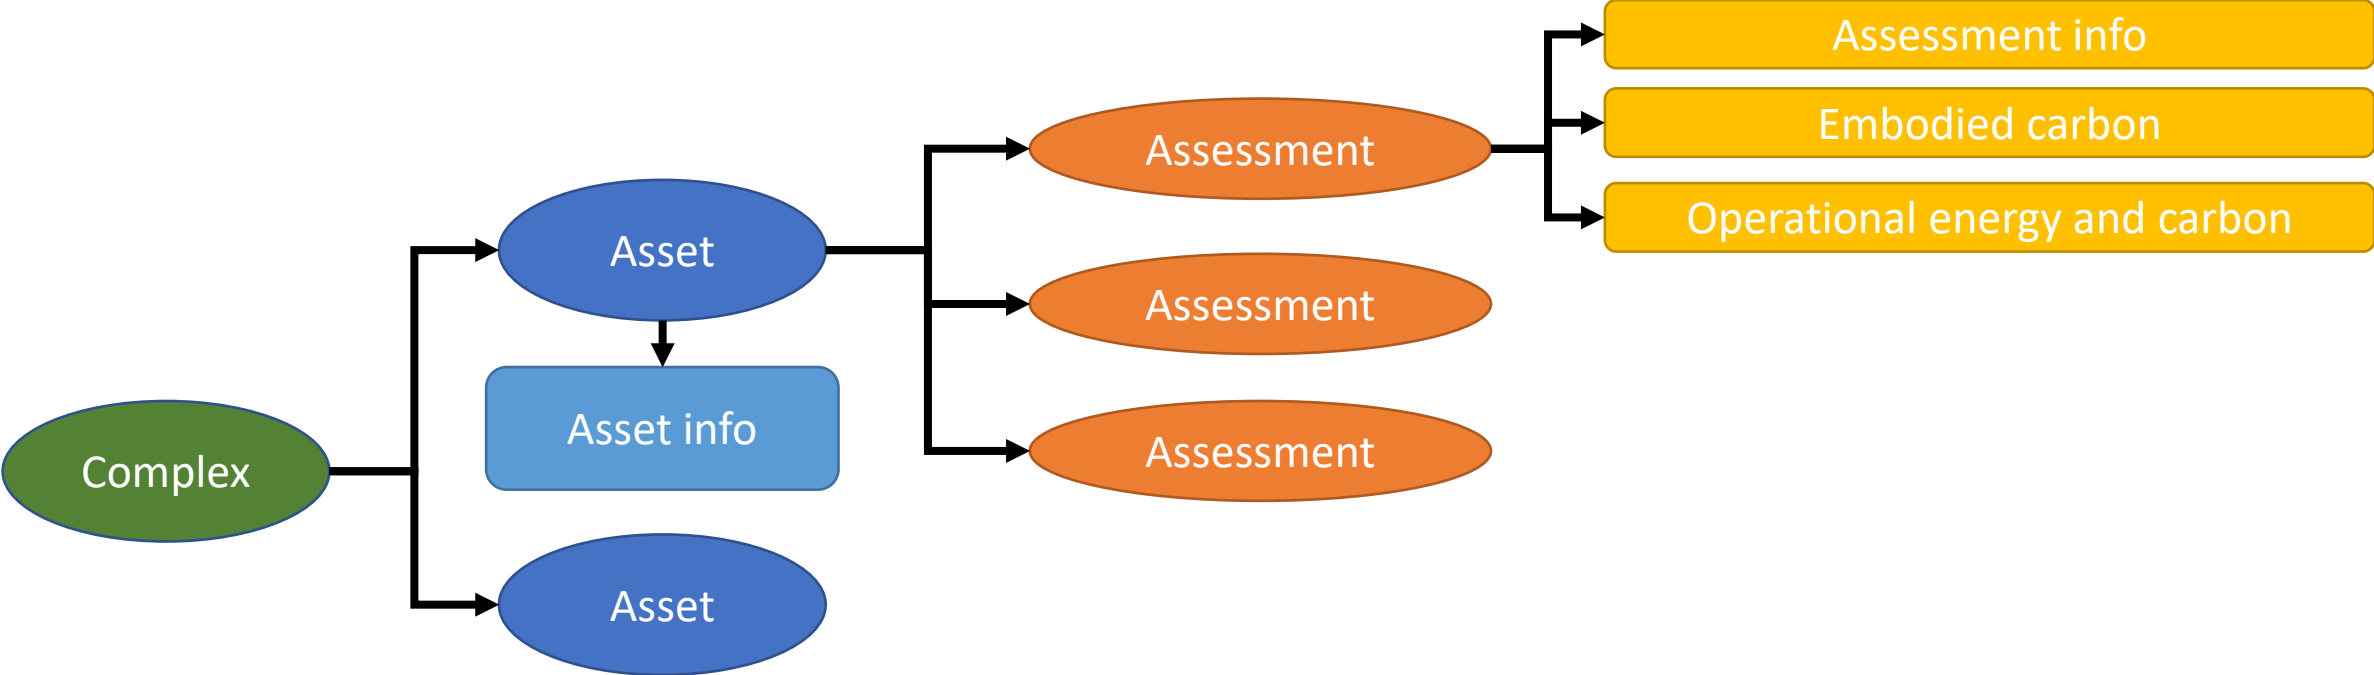 Complex
Asset
Asset info
Asset
Assessment
Assessment
Assessment
Assessment info
Embodied carbon
Operational energy and carbon